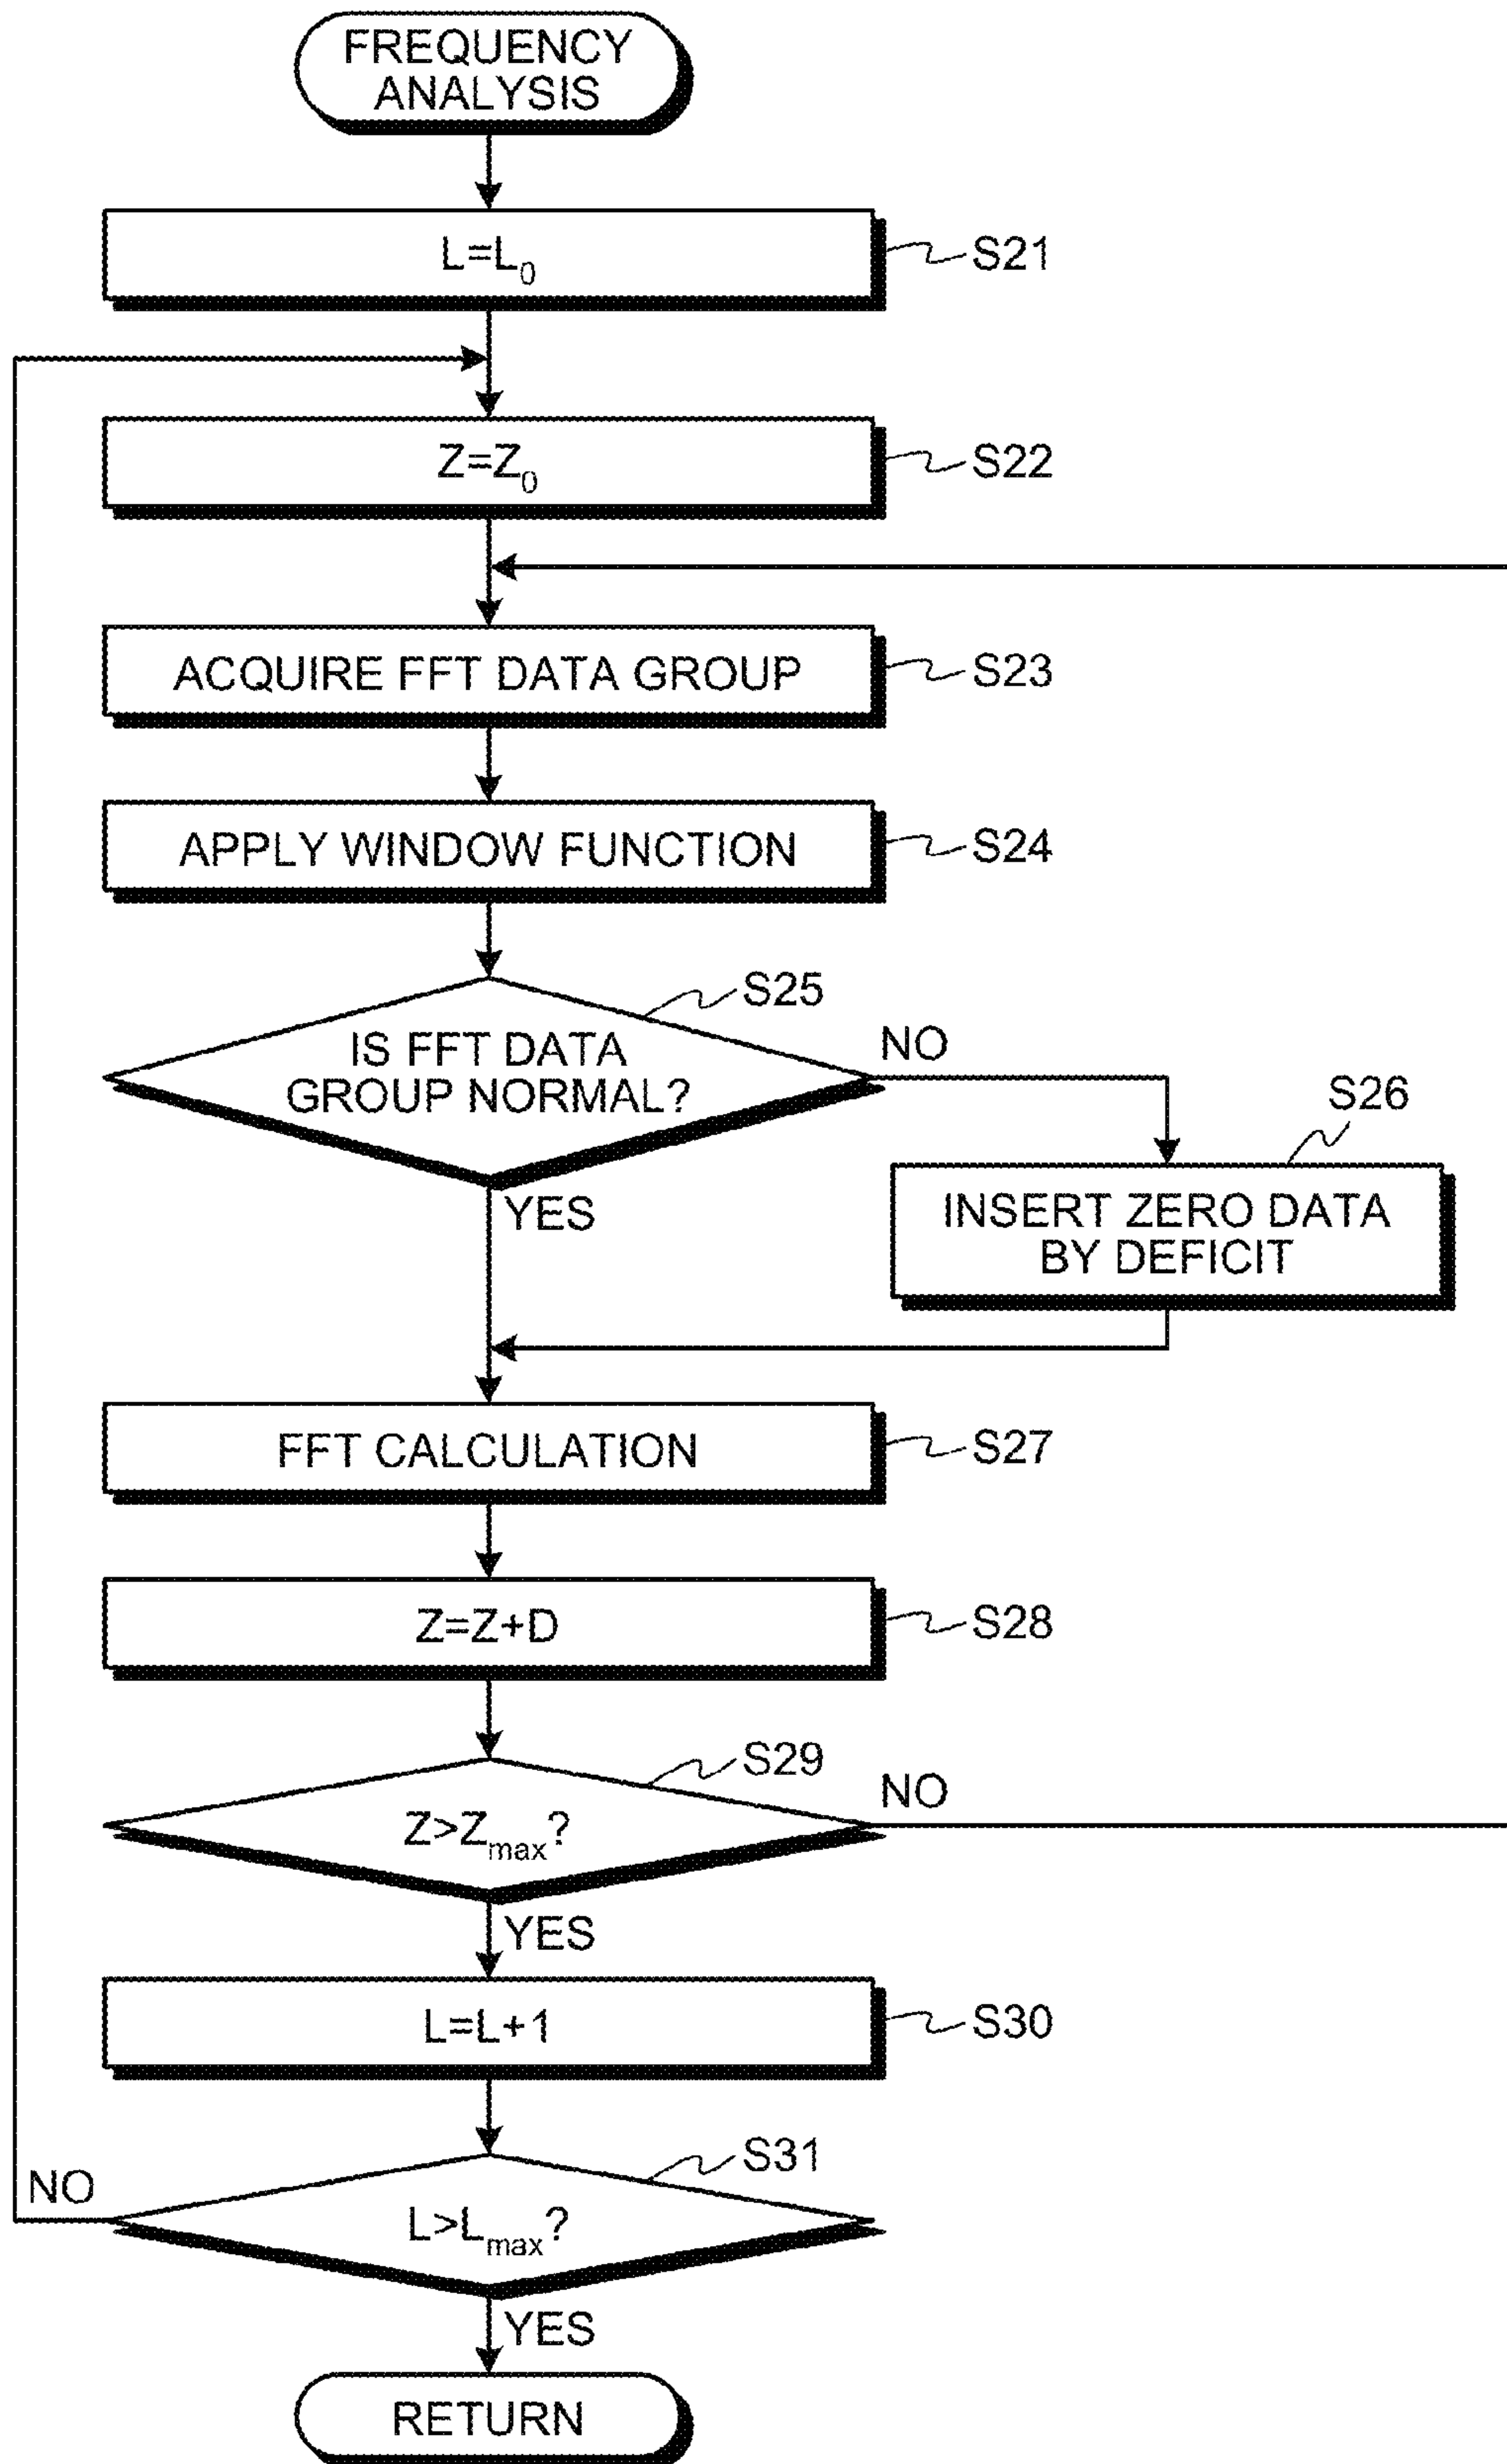 FREQUENCY
ANALYSIS
L=L₀
S21
Z=Z₀
S22
ACQUIRE FFT DATA GROUP
S23
APPLY WINDOW FUNCTION
S24
S25
IS FFT DATA
GROUP NORMAL?
NO
YES
S26
INSERT ZERO DATA
BY DEFICIT
FFT CALCULATION
S27
Z=Z+D
S28
S29
Z>Zmax?
NO
YES
L=L+1
S30
S31
L>Lmax?
NO
YES
RETURN